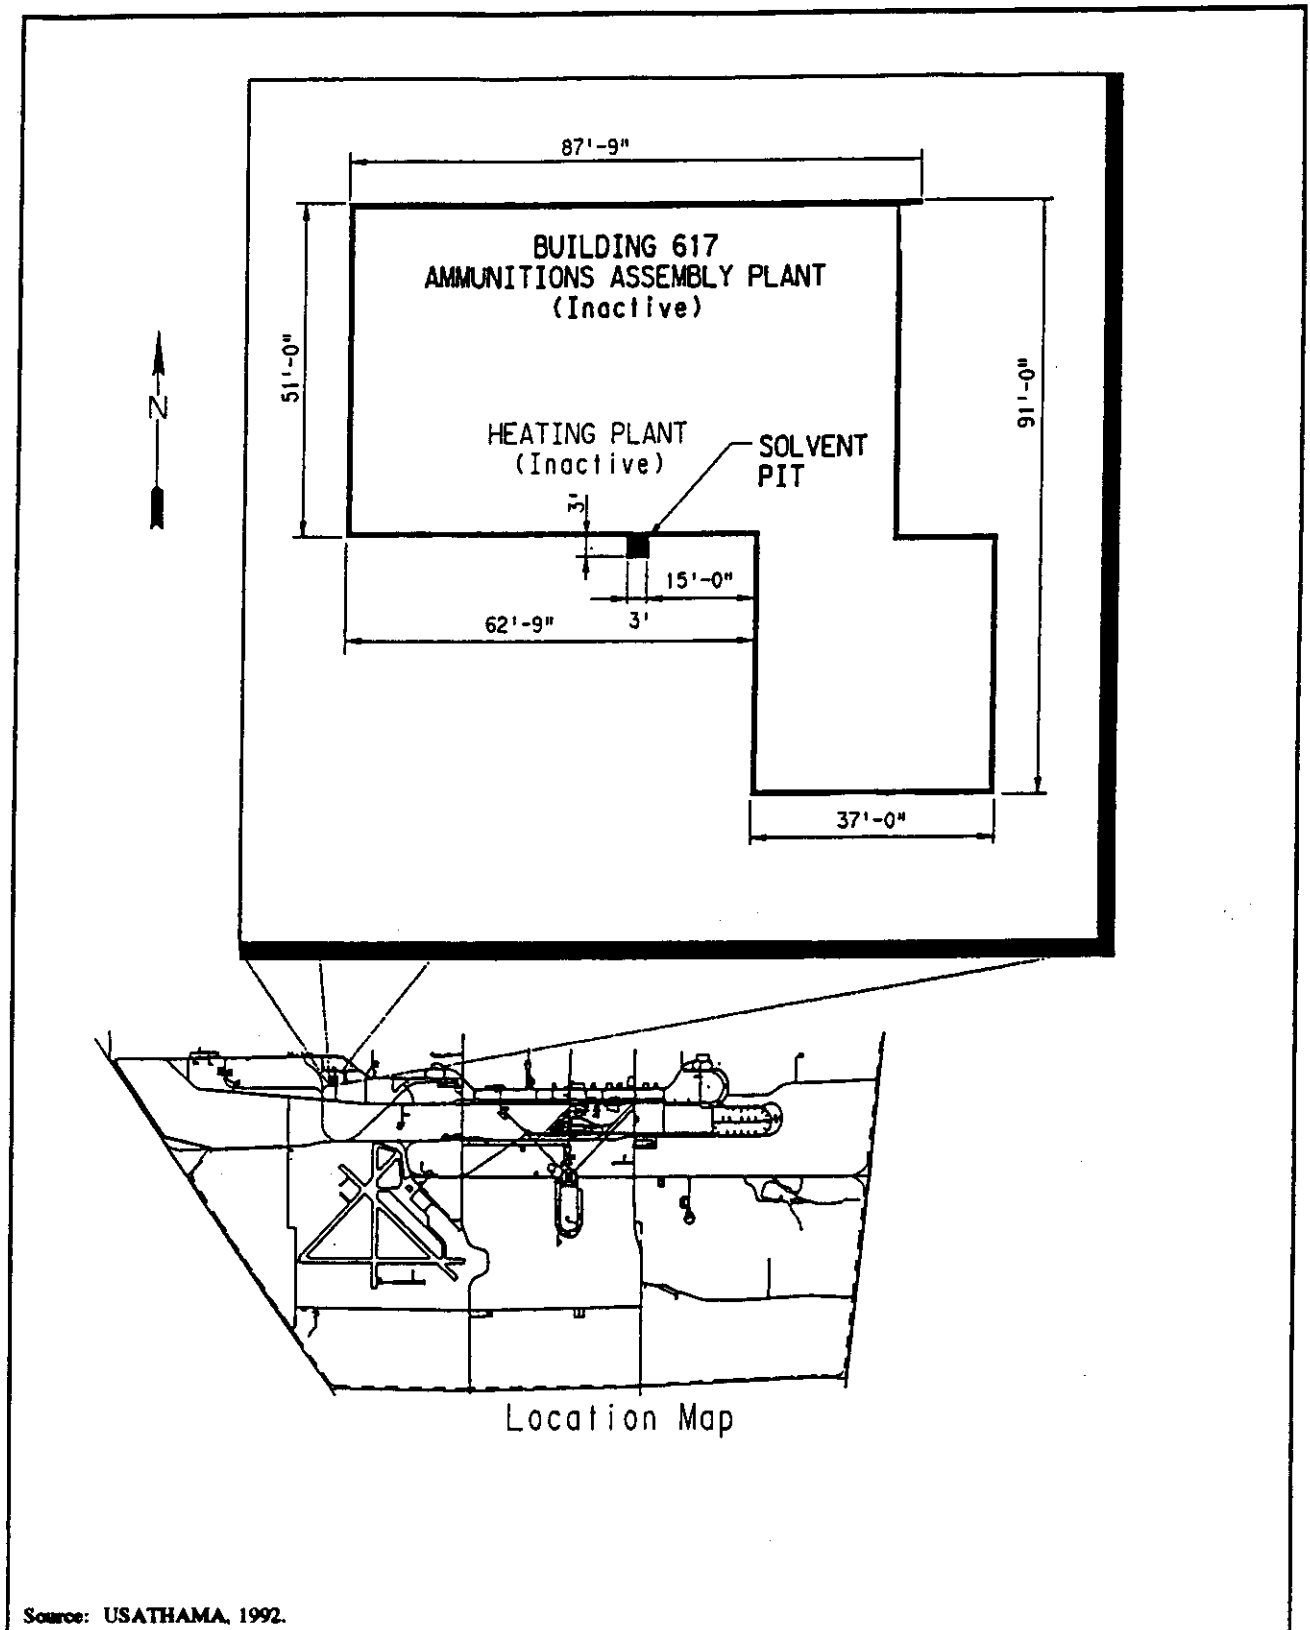 87'-9"
BUILDING 617
AMMUNITIONS ASSEMBLY PLANT
(Inactive)
51'-0"
91'-0"
N
HEATING PLANT
(Inactive)
SOLVENT
PIT
3'
15'-0"
3'
62'-9"
37'-0"
Location Map
Source: USATHAMA, 1992.